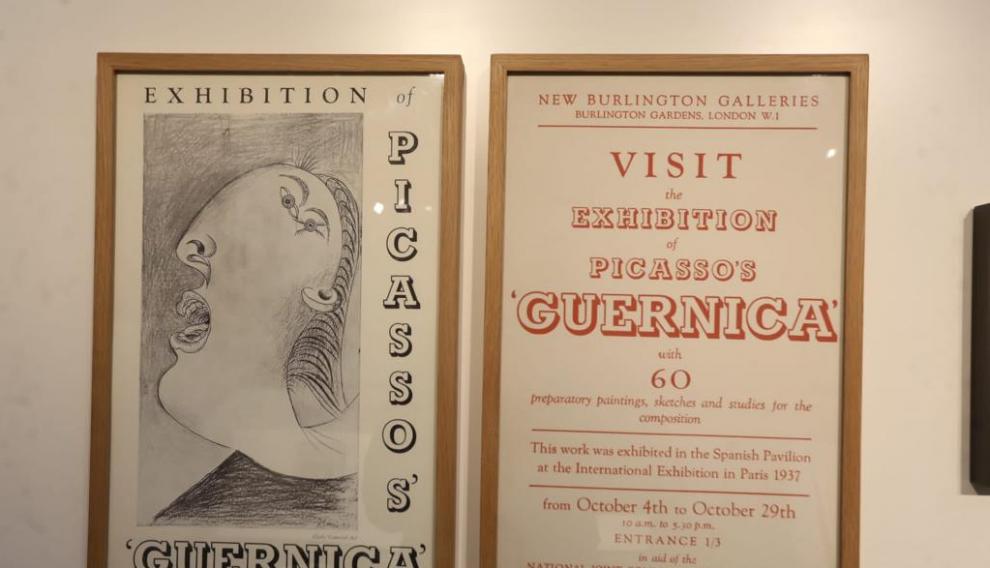 EXHIBITION of
PICASSO'S
'GUERNICA'
NEW BURLINGTON GALLERIES
BURLINGTON GARDENS, LONDON W.1
VISIT
the
EXHIBITION
of
PICASSO'S
'GUERNICA'
with
60
preparatory paintings, sketches and studies for the
composition
This work was exhibited in the Spanish Pavilion
at the International Exhibition in Paris 1937
from October 4th to October 29th
10 a.m. to 5.30 p.m.
ENTRANCE 1/3
in aid of the
NATIONAL JOINT